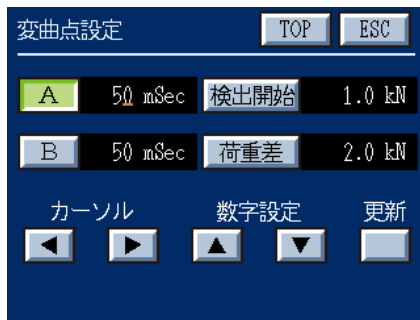 変曲点設定 TOP ESC
A 50 mSec 検出開始 1.0 kN
B 50 mSec 荷重差 2.0 kN
カーソル 数字設定 更新
◀ ▶ ▲ ▼